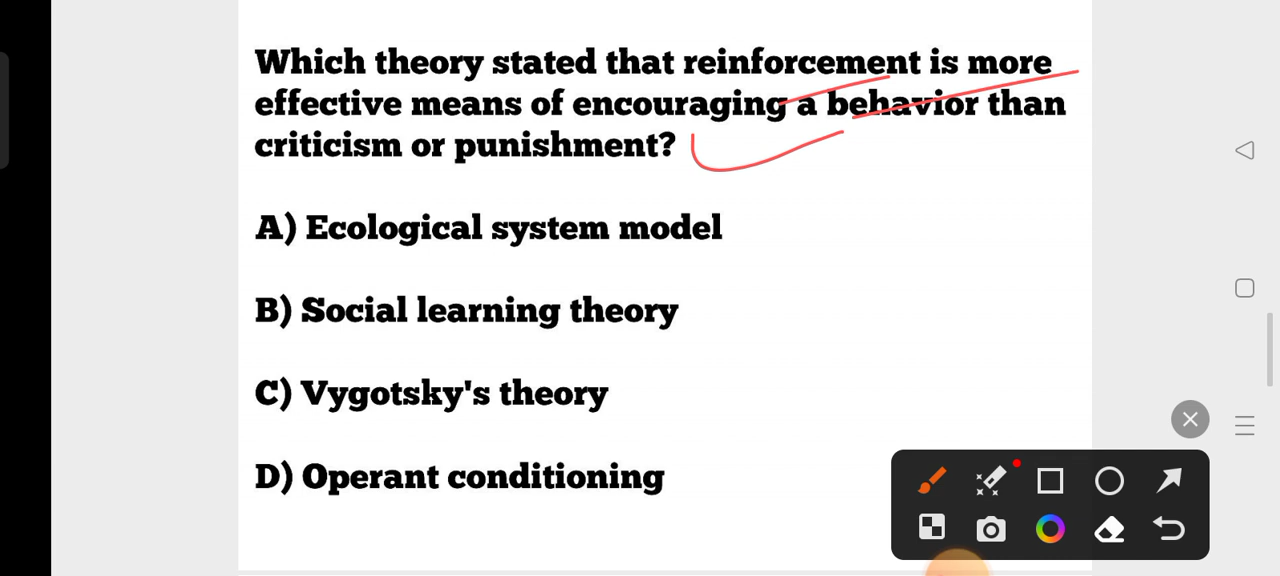 Which theory stated that reinforcement is more
effective means of encouraging a behavior than
criticism or punishment?
A) Ecological system model
B) Social learning theory
C) Vygotsky's theory
D) Operant conditioning